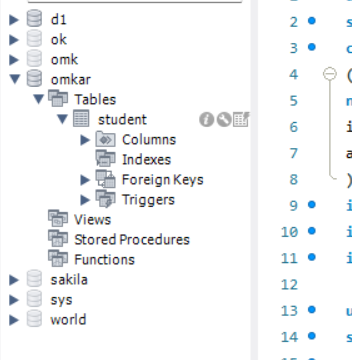 d1
ok
omk
omkar
Tables
student
Columns
Indexes
Foreign Keys
Triggers
Views
Stored Procedures
Functions
sakila
sys
world
2 s
3 c
4 (
5
6 i
7 a
8 )
9 i
10 i
11 i
12
13 u
14 s